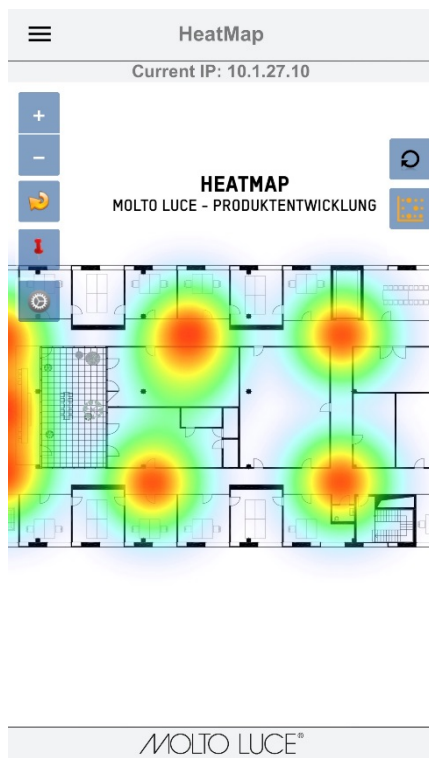 HeatMap
Current IP: 10.1.27.10
+
−
HEATMAP
MOLTO LUCE - PRODUKTENTWICKLUNG
MOLTO LUCE®